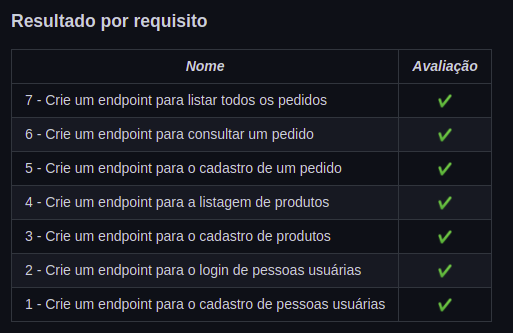 Resultado por requisito
Nome Avaliação
7 - Crie um endpoint para listar todos os pedidos ✔
6 - Crie um endpoint para consultar um pedido ✔
5 - Crie um endpoint para o cadastro de um pedido ✔
4 - Crie um endpoint para a listagem de produtos ✔
3 - Crie um endpoint para o cadastro de produtos ✔
2 - Crie um endpoint para o login de pessoas usuárias ✔
1 - Crie um endpoint para o cadastro de pessoas usuárias ✔